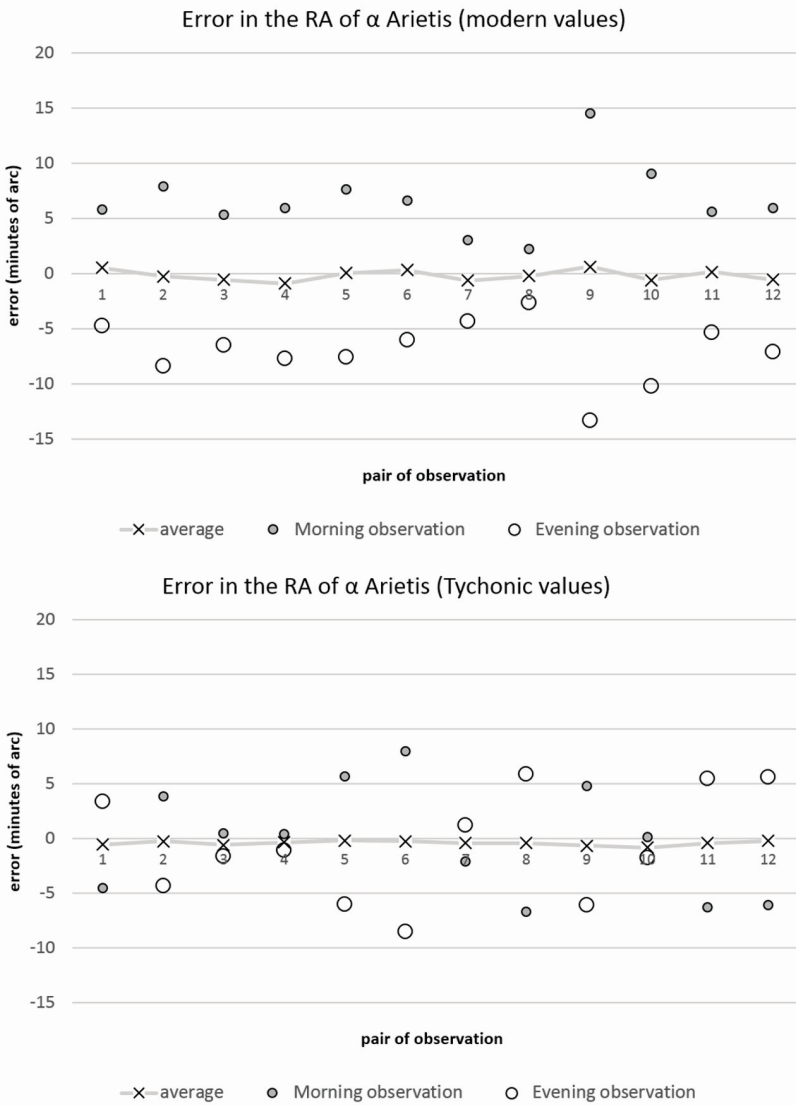 Error in the RA of α Arietis (modern values)
20
15
10
5
0
-5
-10
-15
error (minutes of arc)
1 2 3 4 5 6 7 8 9 10 11 12
pair of observation
average Morning observation Evening observation
Error in the RA of α Arietis (Tychonic values)
20
15
10
5
0
-5
-10
-15
error (minutes of arc)
1 2 3 4 5 6 7 8 9 10 11 12
pair of observation
average Morning observation Evening observation